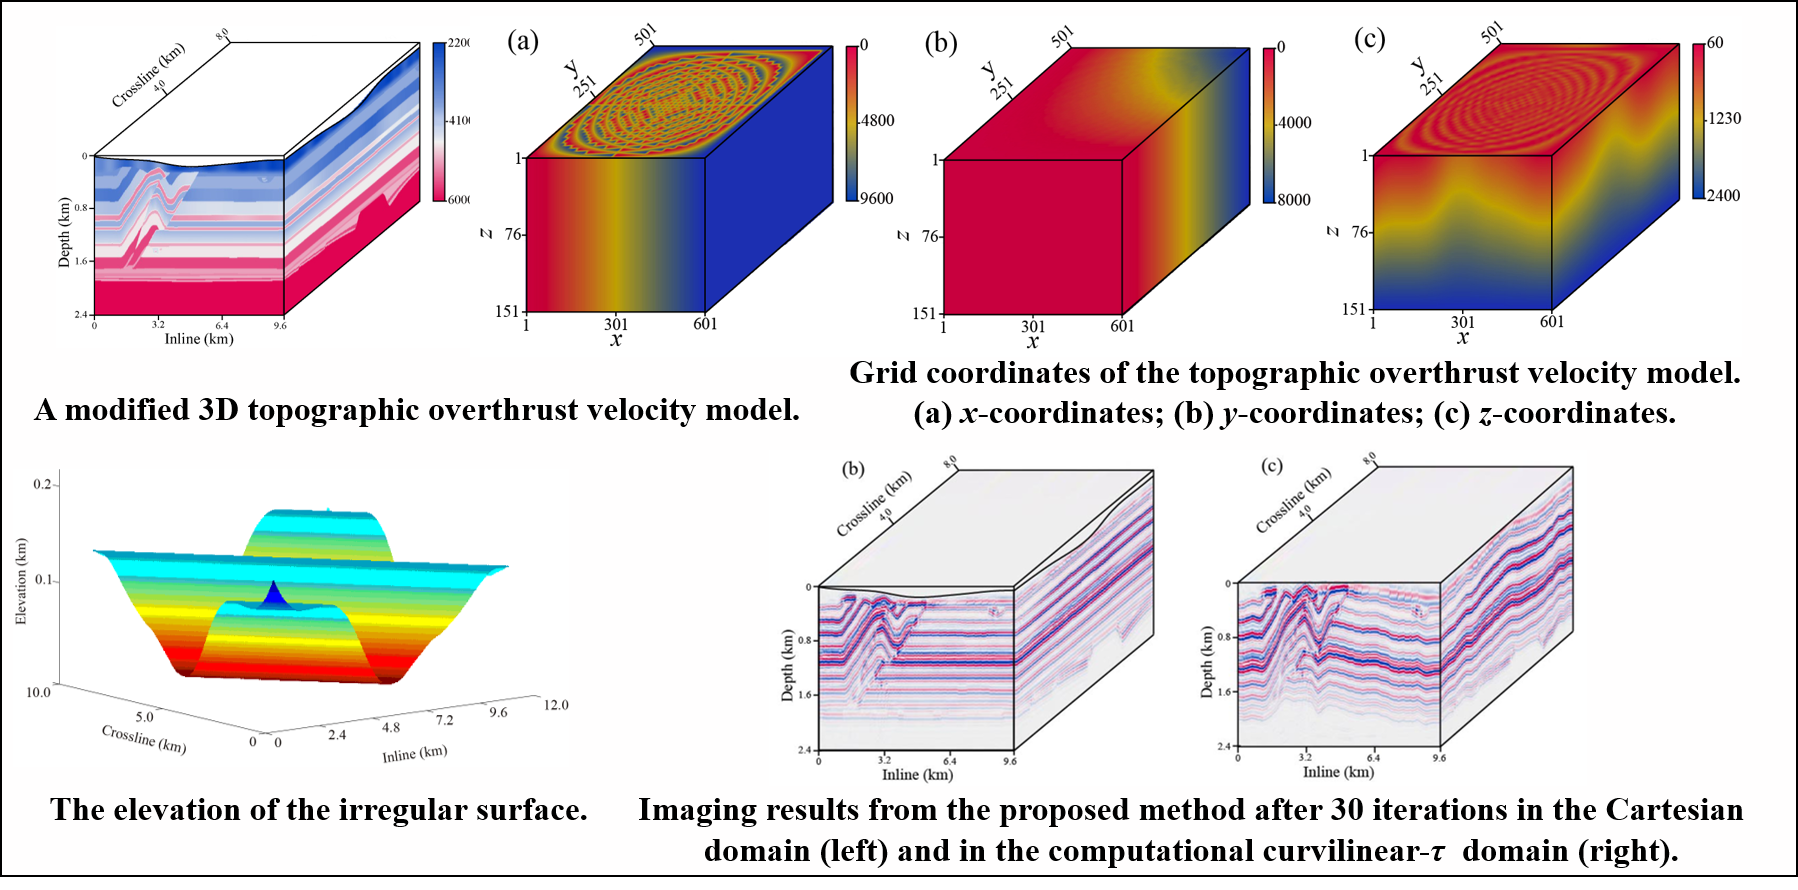 8.0
Crossline (km)
4.0
0
0.8
1.6
2.4
Depth (km)
0
3.2
6.4
9.6
Inline (km)
2200
4100
6000
A modified 3D topographic overthrust velocity model.
(a)
501
y
251
1
z
76
151
1
301
601
x
0
4800
9600
(b)
501
y
251
1
z
76
151
1
301
601
x
0
4000
8000
(c)
501
y
251
1
z
76
151
1
301
601
x
60
1230
2400
Grid coordinates of the topographic overthrust velocity model.
(a) x-coordinates; (b) y-coordinates; (c) z-coordinates.
0.2
0.1
Elevation (km)
10.0
5.0
0
Crossline (km)
0
2.4
4.8
7.2
9.6
12.0
Inline (km)
The elevation of the irregular surface.
(b)
8.0
Crossline (km)
4.0
0
0.8
1.6
2.4
Depth (km)
0
3.2
6.4
9.6
Inline (km)
(c)
8.0
Crossline (km)
4.0
0
0.8
1.6
2.4
Depth (km)
0
3.2
6.4
9.6
Inline (km)
Imaging results from the proposed method after 30 iterations in the Cartesian
domain (left) and in the computational curvilinear-τ domain (right).